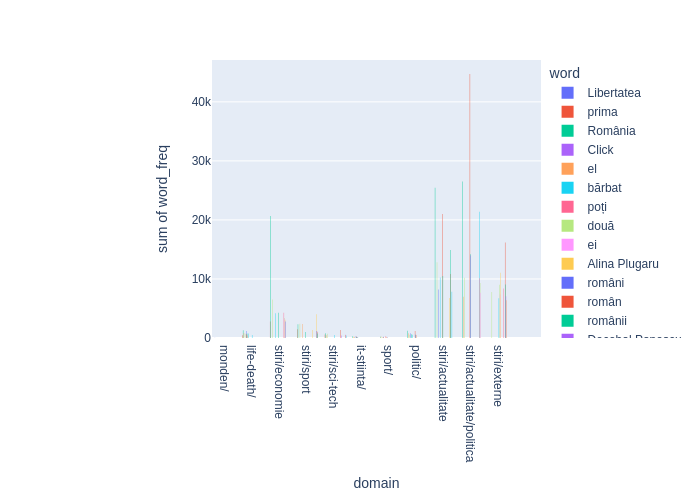 word
Libertatea
prima
România
Click
el
bărbat
poți
două
ei
Alina Plugaru
români
român
românii
sum of word_freq
40k
30k
20k
10k
0
monden/
life-death/
stiri/economie
stiri/sport
stiri/sci-tech
it-stiinta/
sport/
politic/
stiri/actualitate
stiri/actualitate/politica
stiri/externe
domain